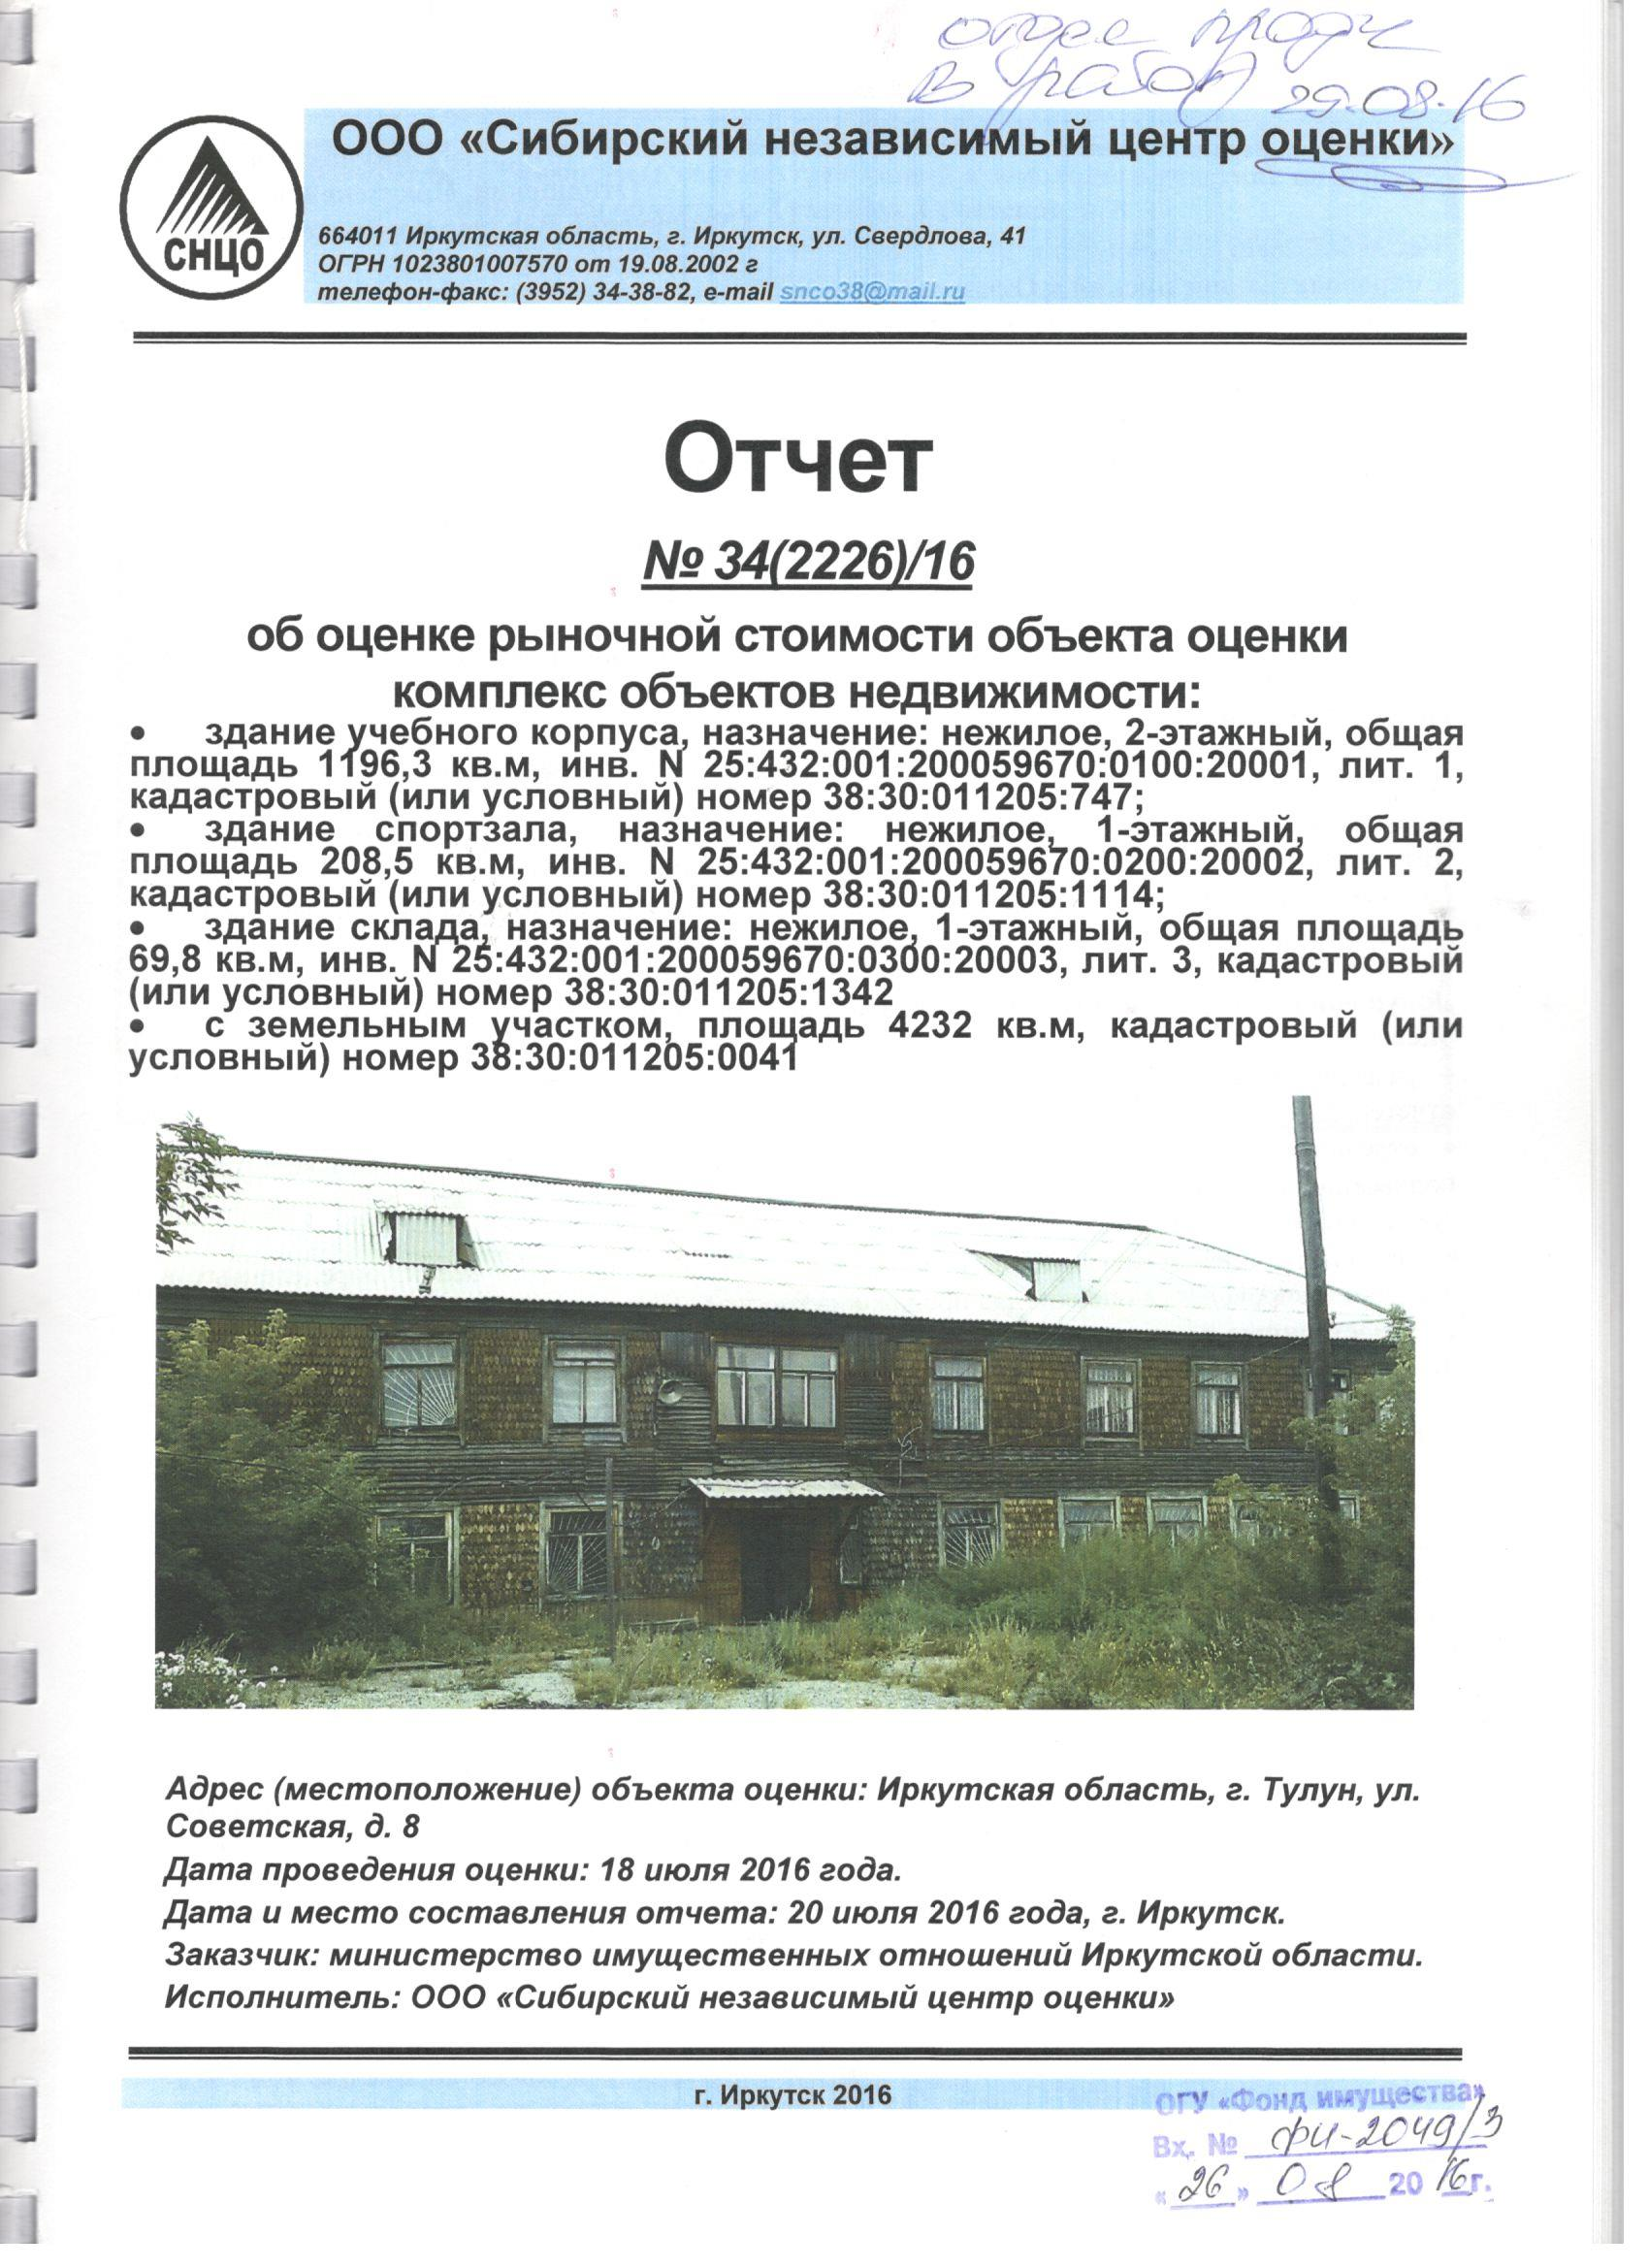 отдел прод
В работу 29.08.16
ООО «Сибирский независимый центр оценки»
СНЦО
664011 Иркутская область, г. Иркутск, ул. Свердлова, 41
ОГРН 1023801007570 от 19.08.2002 г
телефон-факс: (3952) 34-38-82, e-mail snco38@mail.ru
Отчет
№ 34(2226)/16
об оценке рыночной стоимости объекта оценки
комплекс объектов недвижимости:
• здание учебного корпуса, назначение: нежилое, 2-этажный, общая
площадь 1196,3 кв.м, инв. N 25:432:001:200059670:0100:20001, лит. 1,
кадастровый (или условный) номер 38:30:011205:747;
• здание спортзала, назначение: нежилое, 1-этажный, общая
площадь 208,5 кв.м, инв. N 25:432:001:200059670:0200:20002, лит. 2,
кадастровый (или условный) номер 38:30:011205:1114;
• здание склада, назначение: нежилое, 1-этажный, общая площадь
69,8 кв.м, инв. N 25:432:001:200059670:0300:20003, лит. 3, кадастровый
(или условный) номер 38:30:011205:1342
• с земельным участком, площадь 4232 кв.м, кадастровый (или
условный) номер 38:30:011205:0041
Адрес (местоположение) объекта оценки: Иркутская область, г. Тулун, ул.
Советская, д. 8
Дата проведения оценки: 18 июля 2016 года.
Дата и место составления отчета: 20 июля 2016 года, г. Иркутск.
Заказчик: министерство имущественных отношений Иркутской области.
Исполнитель: ООО «Сибирский независимый центр оценки»
г. Иркутск 2016
ОГУ «Фонд имущества»
Вх. № ФИ-2049/3
«26» 08 2016г.